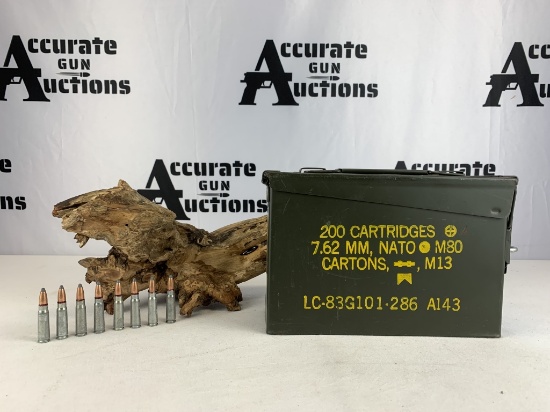 Accurate
Gun
Auctions
Accurate
Gun
Auctions
Accurate
Gun
Auctions
200 CARTRIDGES
7.62 MM, NATO M80
CARTONS, M13
LC-83G101-286 A143